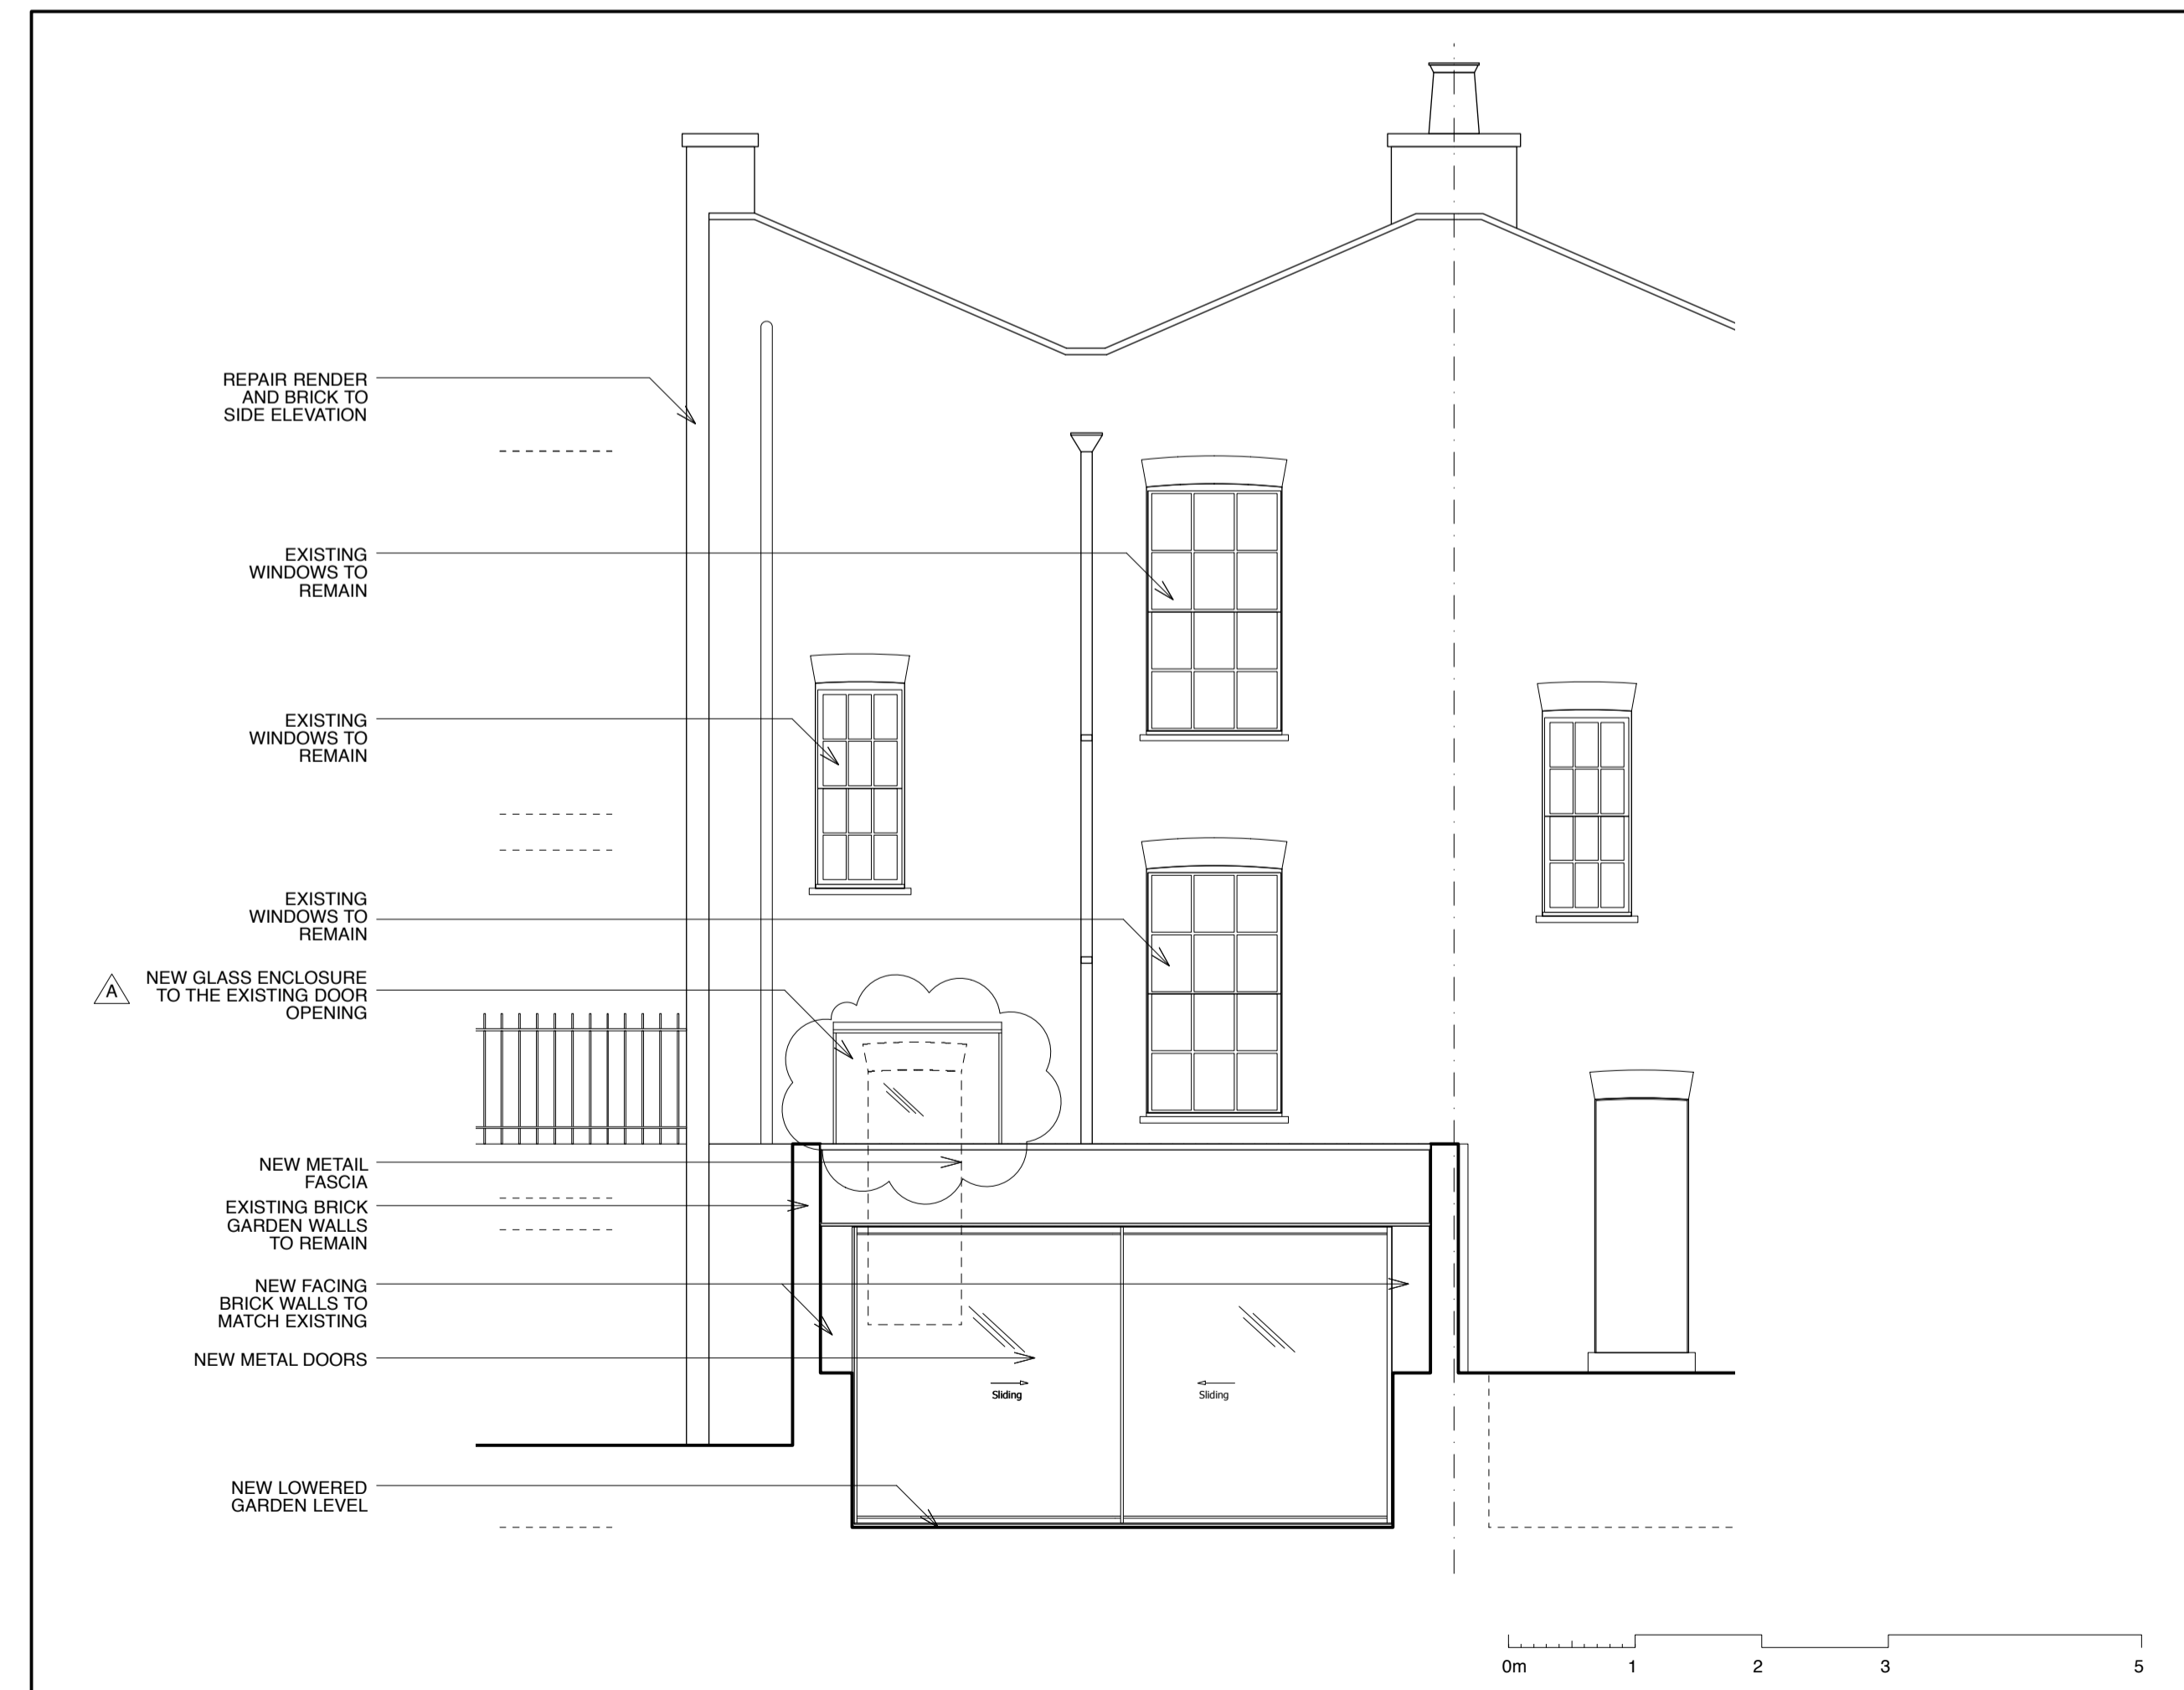 REPAIR RENDER
AND BRICK TO
SIDE ELEVATION
EXISTING
WINDOWS TO
REMAIN
EXISTING
WINDOWS TO
REMAIN
EXISTING
WINDOWS TO
REMAIN
A
NEW GLASS ENCLOSURE
TO THE EXISTING DOOR
OPENING
NEW METAIL
FASCIA
EXISTING BRICK
GARDEN WALLS
TO REMAIN
NEW FACING
BRICK WALLS TO
MATCH EXISTING
NEW METAL DOORS
Sliding
Sliding
NEW LOWERED
GARDEN LEVEL
0m 1 2 3 5